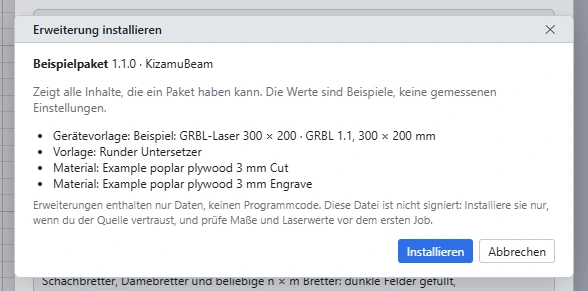 Erweiterung installieren
Beispielpaket 1.1.0 · KizamuBeam
Zeigt alle Inhalte, die ein Paket haben kann. Die Werte sind Beispiele, keine gemessenen
Einstellungen.
• Gerätevorlage: Beispiel: GRBL-Laser 300 × 200 · GRBL 1.1, 300 × 200 mm
• Vorlage: Runder Untersetzer
• Material: Example poplar plywood 3 mm Cut
• Material: Example poplar plywood 3 mm Engrave
Erweiterungen enthalten nur Daten, keinen Programmcode. Diese Datei ist nicht signiert: Installiere sie nur,
wenn du der Quelle vertraust, und prüfe Maße und Laserwerte vor dem ersten Job.
Installieren Abbrechen
Schachbretter, Damebretter und beliebige n × m Bretter: dunkle Felder gefüllt,